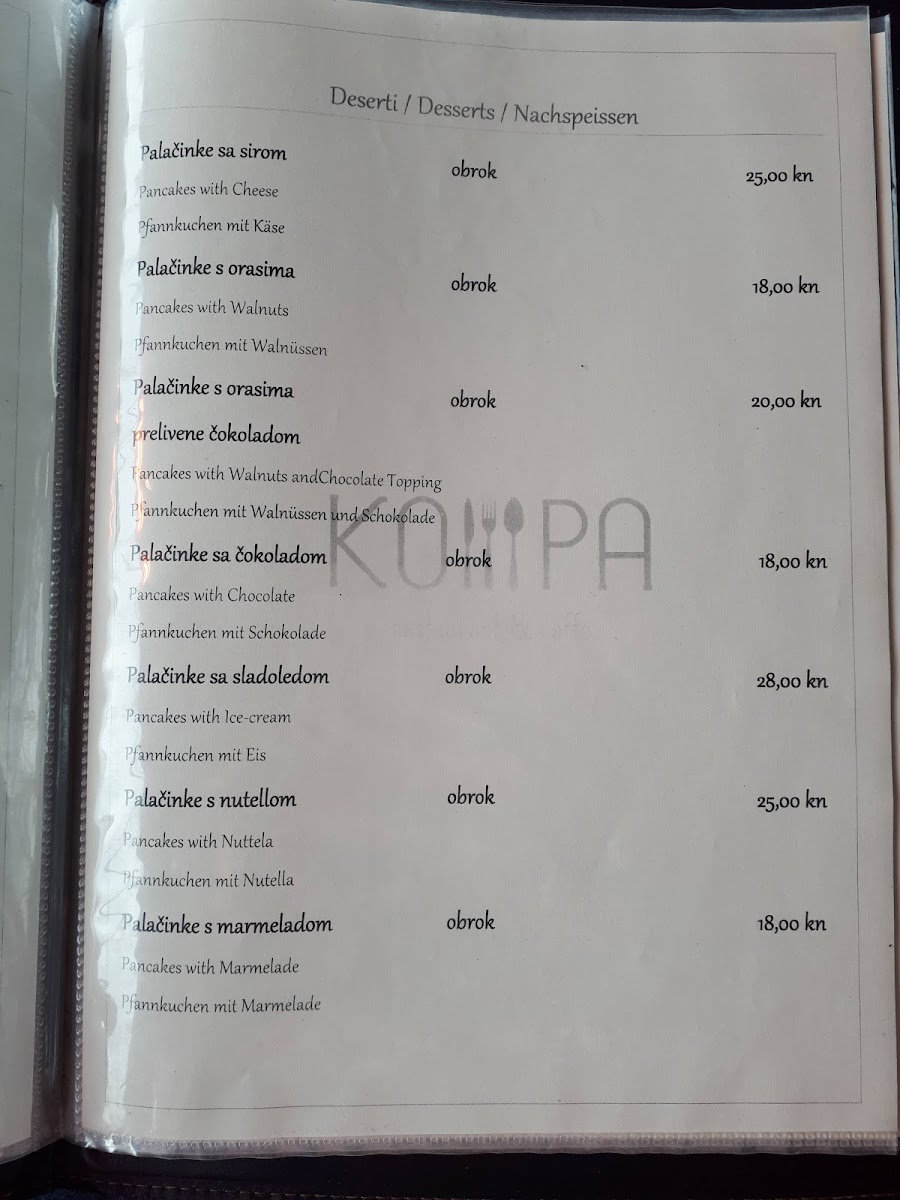 Deserti / Desserts / Nachspeissen
Palačinke sa sirom obrok 25,00 kn
Pancakes with Cheese
Pfannkuchen mit Käse
Palačinke s orasima obrok 18,00 kn
Pancakes with Walnuts
Pfannkuchen mit Walnüssen
Palačinke s orasima obrok 20,00 kn
prelivene čokoladom
Pancakes with Walnuts andChocolate Topping
Pfannkuchen mit Walnüssen und Schokolade
KOMPA
Palačinke sa čokoladom obrok 18,00 kn
Pancakes with Chocolate
Pfannkuchen mit Schokolade
Palačinke sa sladoledom obrok 28,00 kn
Pancakes with Ice-cream
Pfannkuchen mit Eis
Palačinke s nutellom obrok 25,00 kn
Pancakes with Nuttela
Pfannkuchen mit Nutella
Palačinke s marmeladom obrok 18,00 kn
Pancakes with Marmelade
Pfannkuchen mit Marmelade